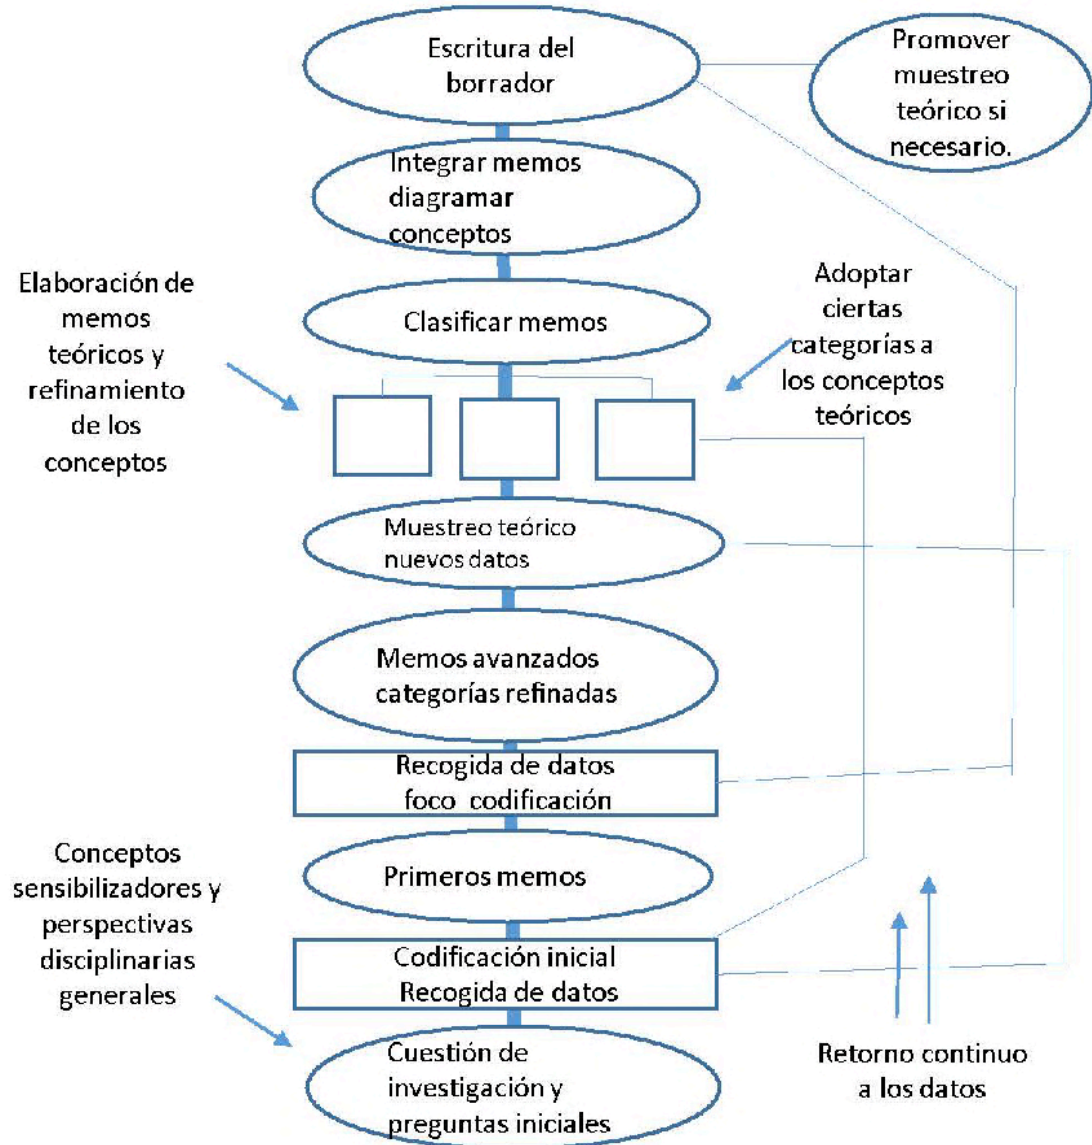 Escritura del
borrador
Promover
muestreo
teórico si
necesario.
Integrar memos
diagramar
conceptos
Elaboración de
memos
teóricos y
refinamiento
de los
conceptos
Clasificar memos
Adoptar
ciertas
categorías a
los conceptos
teóricos
Muestreo teórico
nuevos datos
Memos avanzados
categorías refinadas
Recogida de datos
foco codificación
Primeros memos
Conceptos
sensibilizadores y
perspectivas
disciplinarias
generales
Codificación inicial
Recogida de datos
Cuestión de
investigación y
preguntas iniciales
Retorno continuo
a los datos